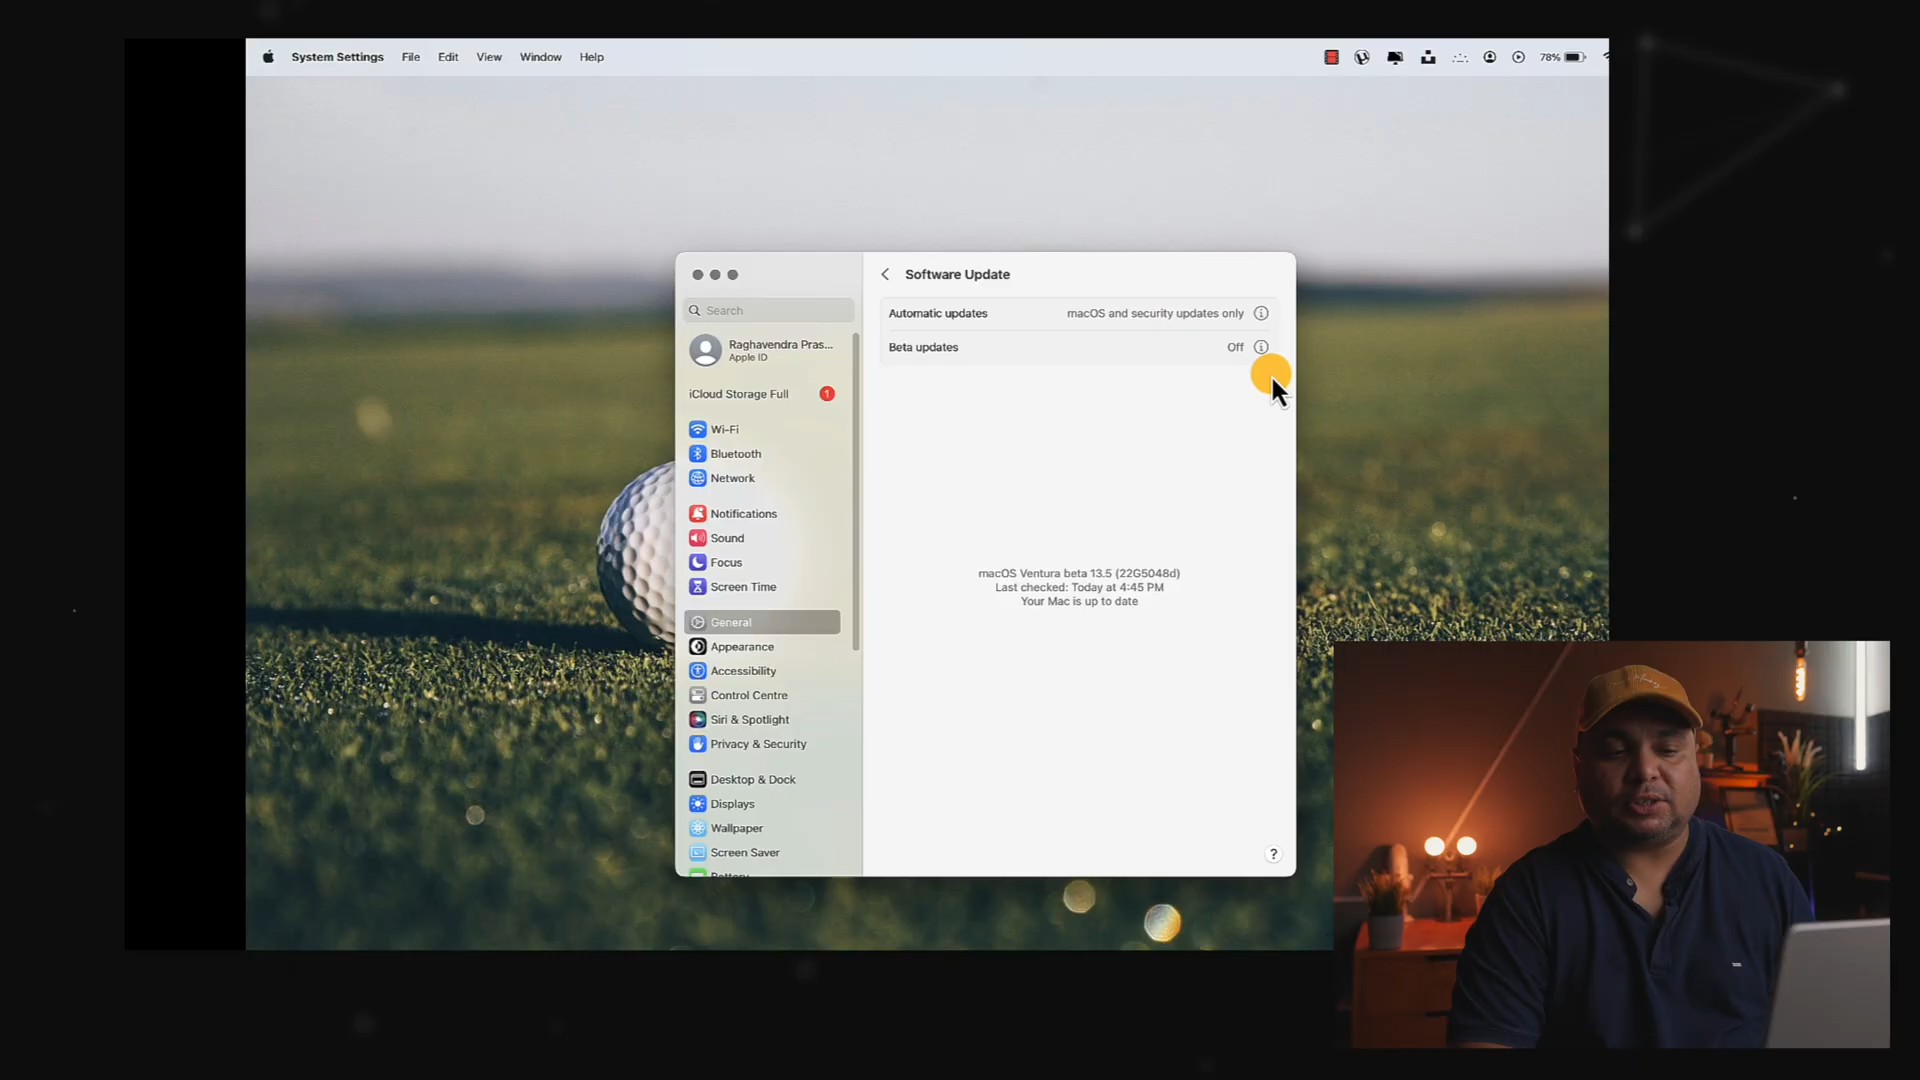 System Settings File Edit View Window Help 78%
Software Update
Search
Automatic updates macOS and security updates only
Beta updates Off
Raghavendra Pras...
Apple ID
iCloud Storage Full 1
Wi-Fi
Bluetooth
Network
Notifications
Sound
Focus
Screen Time
General
Appearance
Accessibility
Control Centre
Siri & Spotlight
Privacy & Security
Desktop & Dock
Displays
Wallpaper
Screen Saver
Battery
macOS Ventura beta 13.5 (22G5048d)
Last checked: Today at 4:45 PM
Your Mac is up to date
?